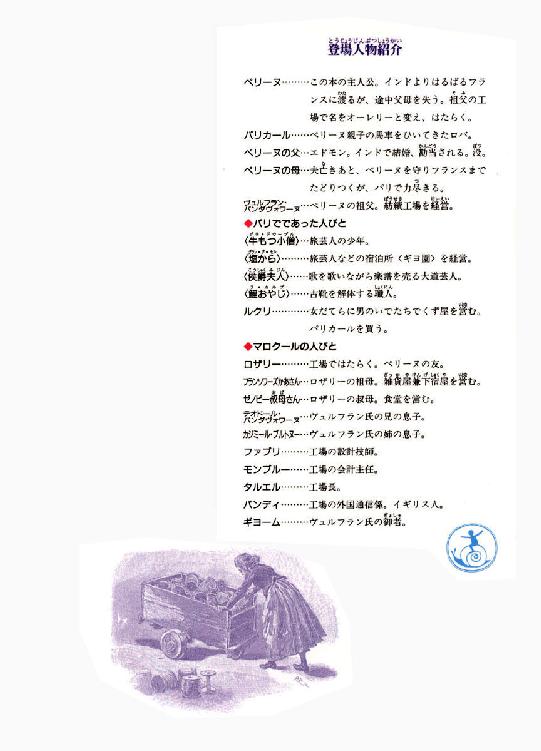 登場人物紹介
ペリーヌ………この本の主人公。インドよりはるばるフラ
ンスに渡るが、途中父母を失う。祖父の工
場で名をオーレリーと変え、はたらく。
パリカール……ペリーヌ親子の馬車をひいてきたロバ。
ペリーヌの父…エドモン。インドで結婚、勘当される。没。
ペリーヌの母…夫亡きあと、ペリーヌを守りフランスまで
たどりつくが、パリで力尽きる。
ヴュルフラン・パンダヴォワーヌ…ペリーヌの祖父。紡績工場を経営。
◆パリでであった人びと
〈牛もつ小僧〉…旅芸人の少年。
〈塩から〉………旅芸人などの宿泊所（ギヨ園）を経営。
〈侯爵夫人〉……歌を歌いながら楽譜を売る大道芸人。
〈鯉おやじ〉……古靴を解体する職人。
ルクリ…………女だてらに男のいでたちでくず屋を営む。
パリカールを買う。
◆マロクールの人びと
ロザリー………工場ではたらく。ペリーヌの友。
フランソワーズかあさん…ロザリーの祖母。雑貨屋兼下宿屋を営む。
ゼノビー叔母さん…ロザリーの叔母。食堂を営む。
テオドール・パンダヴォワーヌ…ヴュルフラン氏の兄の息子。
カジミール・ブルトヌー…ヴュルフラン氏の姉の息子。
ファブリ………工場の設計技師。
モンブルー……工場の会計主任。
タルエル………工場長。
バンディ………工場の外国通信係。イギリス人。
ギヨーム………ヴュルフラン氏の御者。